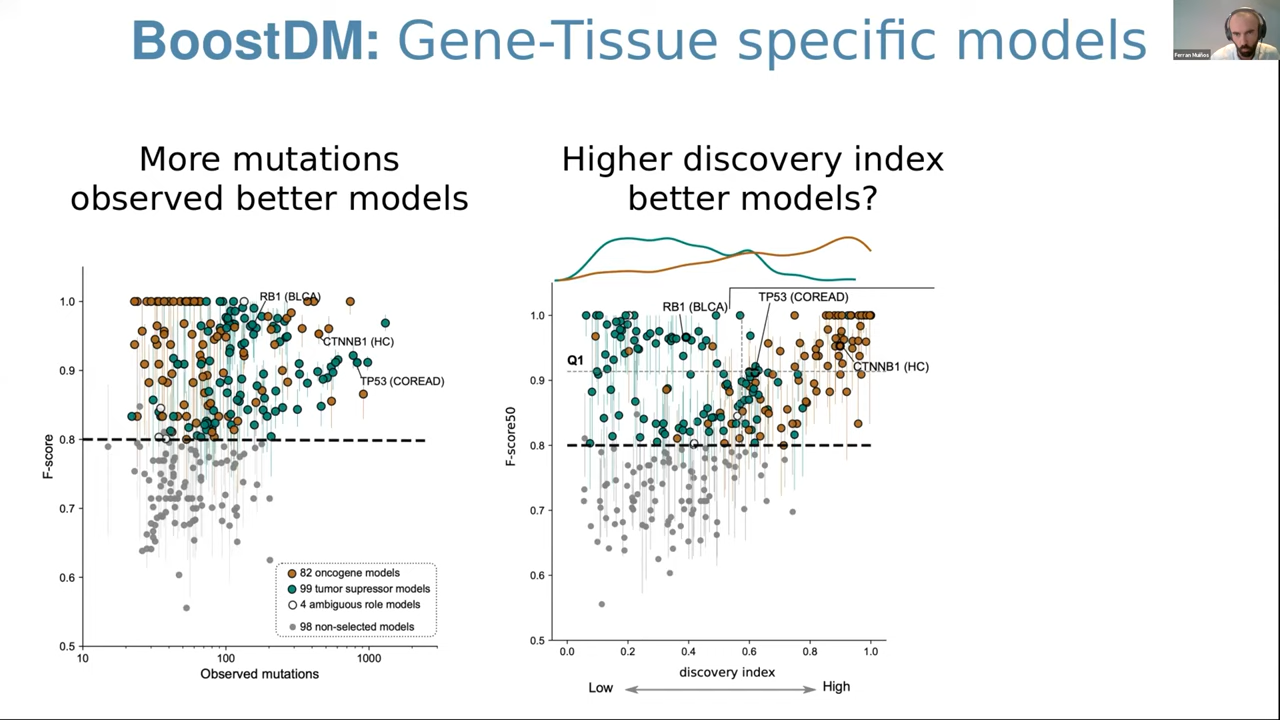 BoostDM: Gene-Tissue specific models
Ferran Muiños
More mutations
observed better models
Higher discovery index
better models?
F-score
1.0
0.9
0.8
0.7
0.6
0.5
10
100
1000
Observed mutations
RB1 (BLCA)
CTNNB1 (HC)
TP53 (COREAD)
82 oncogene models
99 tumor supressor models
4 ambiguous role models
98 non-selected models
F-score50
1.0
0.9
0.8
0.7
0.6
0.5
0.0
0.2
0.4
0.6
0.8
1.0
discovery index
Low
High
Q1
RB1 (BLCA)
TP53 (COREAD)
CTNNB1 (HC)